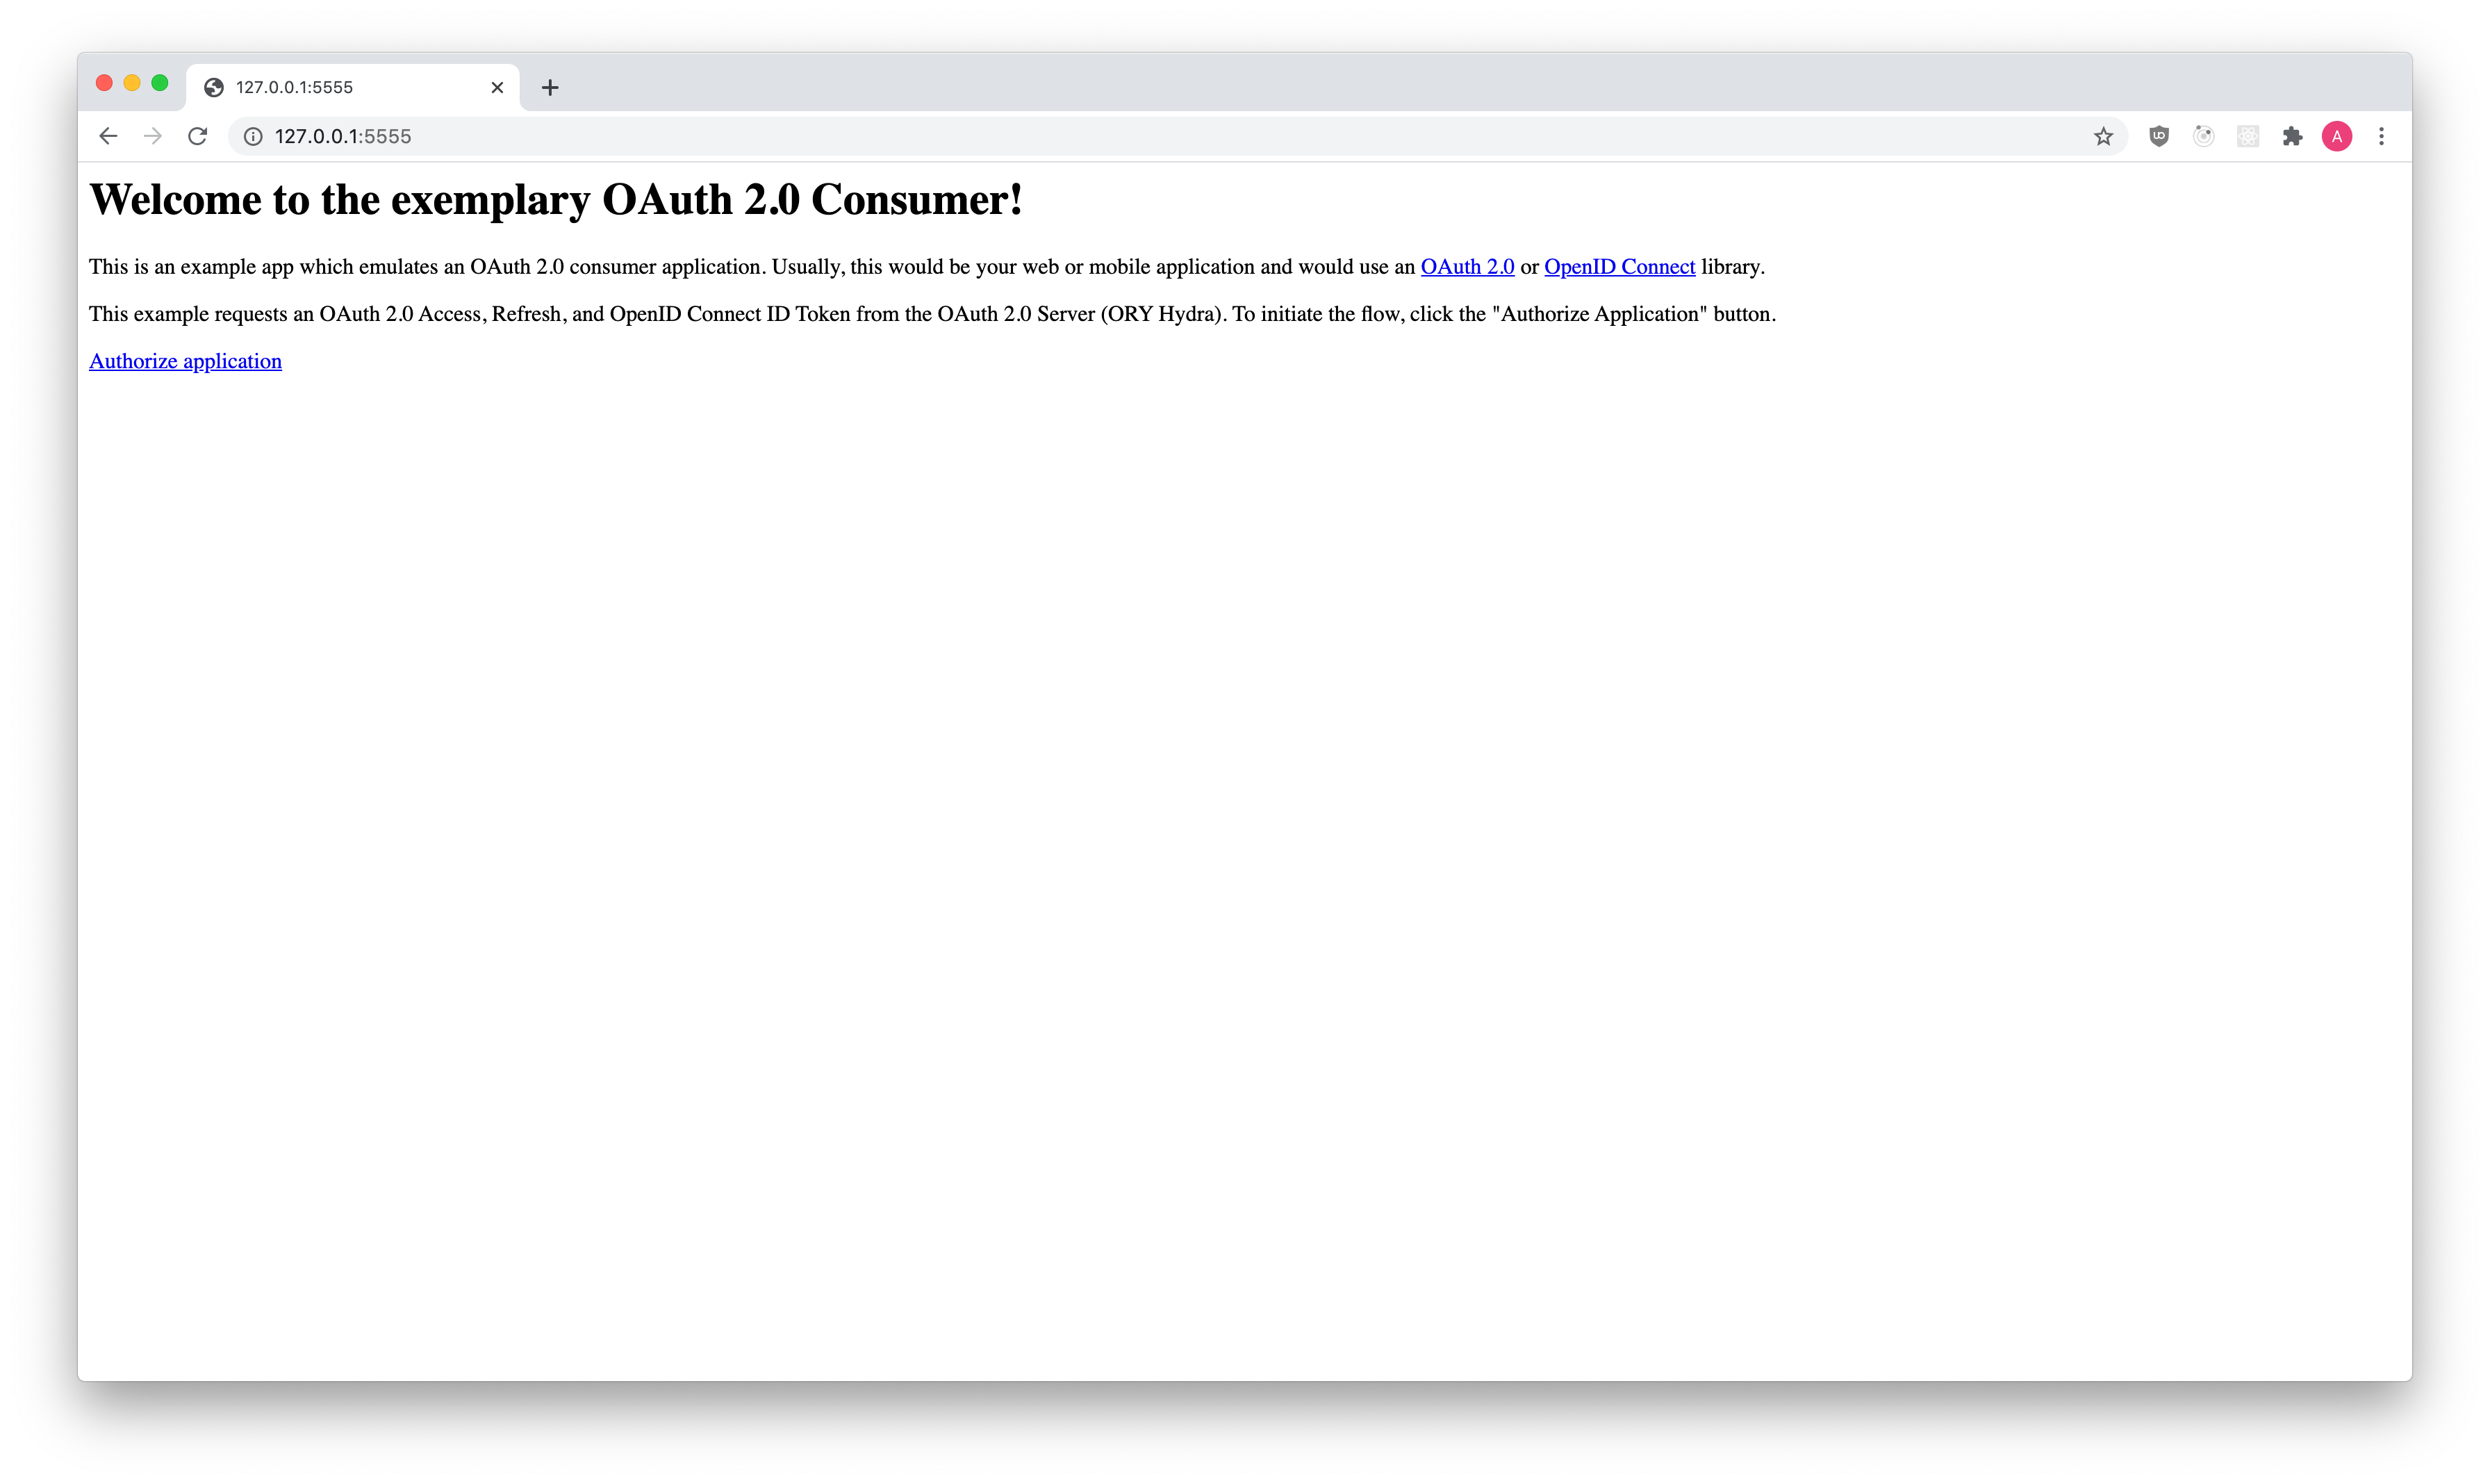 127.0.0.1:5555
127.0.0.1:5555
A
Welcome to the exemplary OAuth 2.0 Consumer!
This is an example app which emulates an OAuth 2.0 consumer application. Usually, this would be your web or mobile application and would use an OAuth 2.0 or OpenID Connect library.
This example requests an OAuth 2.0 Access, Refresh, and OpenID Connect ID Token from the OAuth 2.0 Server (ORY Hydra). To initiate the flow, click the "Authorize Application" button.
Authorize application